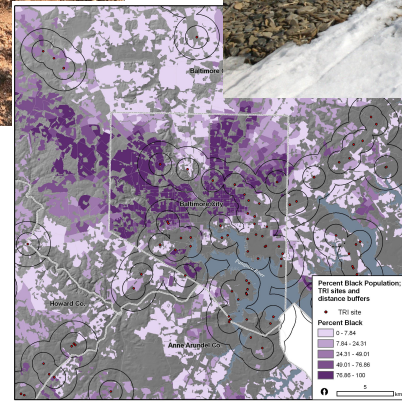 Baltimore
Baltimore City
Howard Co.
Anne Arundel Co.
Percent Black Population;
TRI sites and
distance buffers
TRI site
Percent Black
0 - 7.84
7.84 - 24.31
24.31 - 49.01
49.01 - 76.86
76.86 - 100
5
km